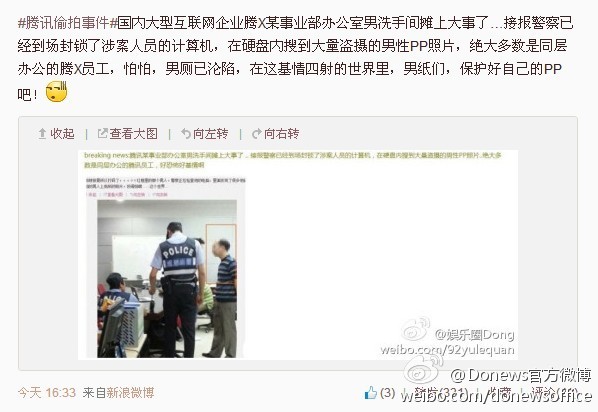 #腾讯偷拍事件#国内大型互联网企业腾X某事业部办公室男洗手间摊上大事了...接报警察已
经到场封锁了涉案人员的计算机，在硬盘内搜到大量盗摄的男性PP照片，绝大多数是同层
办公的腾X员工，怕怕，男厕已沦陷，在这基情四射的世界里，男纸们，保护好自己的PP
吧！
收起 | 查看大图 向左转 | 向右转
breaking news:腾讯某事业部办公室男洗手间摊上大事了，接报警察已经到场封锁了涉案人员的计算机，在硬盘内搜到大量盗摄的男性PP照片,绝大多
数是同层办公的腾讯员工，好恐怖好基情啊
POLICE
@娱乐圈Dong
weibo.com/92yulequan
今天 16:33 来自新浪微博
(3)
@Donews官方微博
weibo.com/donewsoffice